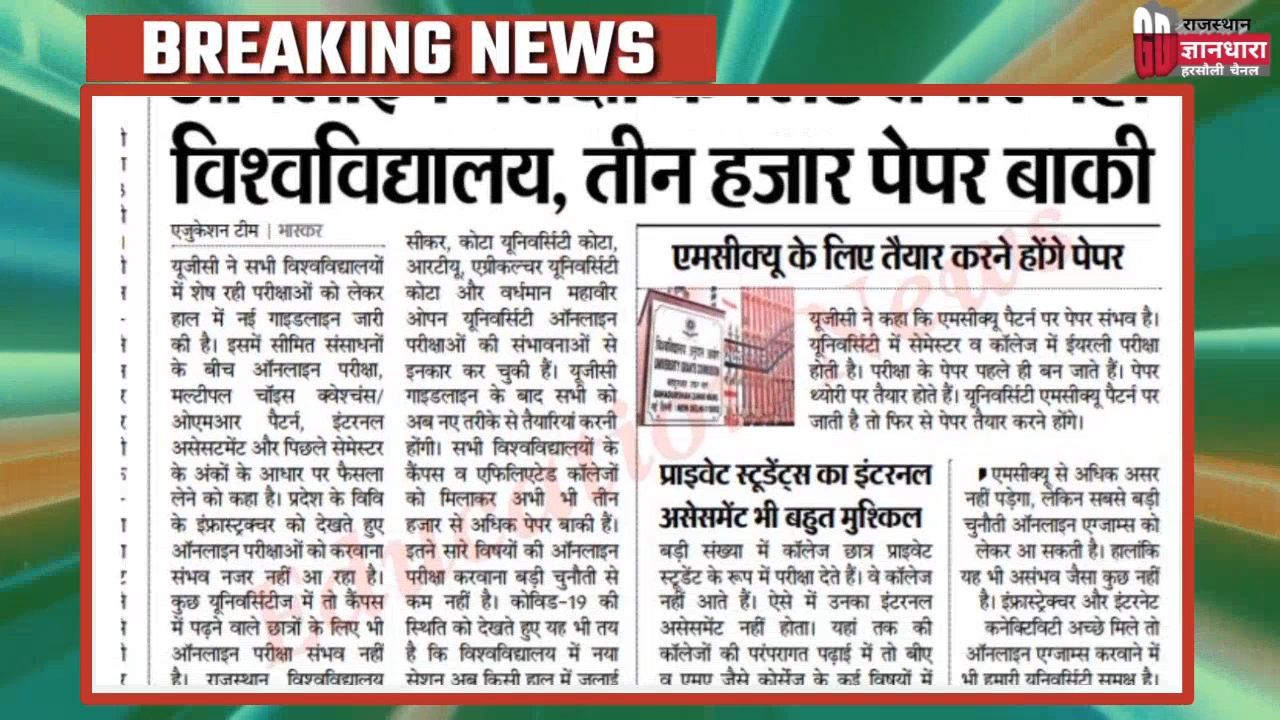 BREAKING NEWS
राजस्थान
GD ज्ञानधारा
हरसौली चैनल
विश्वविद्यालय, तीन हजार पेपर बाकी
एजुकेशन टीम | भास्कर
यूजीसी ने सभी विश्वविद्यालयों
में शेष रही परीक्षाओं को लेकर
हाल में नई गाइडलाइन जारी
की है। इसमें सीमित संसाधनों
के बीच ऑनलाइन परीक्षा,
मल्टीपल चॉइस क्वेश्चंस/
ओएमआर पैटर्न, इंटरनल
असेसटमेंट और पिछले सेमेस्टर
के अंकों के आधार पर फैसला
लेने को कहा है। प्रदेश के विवि
के इंफ्रास्ट्रक्चर को देखते हुए
ऑनलाइन परीक्षाओं को करवाना
संभव नजर नहीं आ रहा है।
कुछ यूनिवर्सिटीज में तो कैंपस
में पढ़ने वाले छात्रों के लिए भी
ऑनलाइन परीक्षा संभव नहीं
है। राजस्थान विश्वविद्यालय
सीकर, कोटा यूनिवर्सिटी कोटा,
आरटीयू, एग्रीकल्चर यूनिवर्सिटी
कोटा और वर्धमान महावीर
ओपन यूनिवर्सिटी ऑनलाइन
परीक्षाओं की संभावनाओं से
इनकार कर चुकी हैं। यूजीसी
गाइडलाइन के बाद सभी को
अब नए तरीके से तैयारियां करनी
होंगी। सभी विश्वविद्यालयों के
कैंपस व एफिलिएटेड कॉलेजों
को मिलाकर अभी भी तीन
हजार से अधिक पेपर बाकी हैं।
इतने सारे विषयों की ऑनलाइन
परीक्षा करवाना बड़ी चुनौती से
कम नहीं है। कोविड-19 की
स्थिति को देखते हुए यह भी तय
है कि विश्वविद्यालय में नया
सेशन अब किसी हाल में जुलाई
एमसीक्यू के लिए तैयार करने होंगे पेपर
UNIVERSITY GRANTS COMMISSION
यूजीसी ने कहा कि एमसीक्यू पैटर्न पर पेपर संभव है।
यूनिवर्सिटी में सेमेस्टर व कॉलेज में ईयरली परीक्षा
होती है। परीक्षा के पेपर पहले ही बन जाते हैं। पेपर
थ्योरी पर तैयार होते हैं। यूनिवर्सिटी एमसीक्यू पैटर्न पर
जाती है तो फिर से पेपर तैयार करने होंगे।
प्राइवेट स्टूडेंट्स का इंटरनल
असेसमेंट भी बहुत मुश्किल
बड़ी संख्या में कॉलेज छात्र प्राइवेट
स्टूडेंट के रूप में परीक्षा देते हैं। वे कॉलेज
नहीं आते हैं। ऐसे में उनका इंटरनल
असेसमेंट नहीं होता। यहां तक की
कॉलेजों की परंपरागत पढ़ाई में तो बीए
व एमए जैसे कोर्सेज के कई विषयों में
एमसीक्यू से अधिक असर
नहीं पड़ेगा, लेकिन सबसे बड़ी
चुनौती ऑनलाइन एग्जाम्स को
लेकर आ सकती है। हालांकि
यह भी असंभव जैसा कुछ नहीं
है। इंफ्रास्ट्रेक्चर और इंटरनेट
कनेक्टिविटी अच्छे मिले तो
ऑनलाइन एग्जाम्स करवाने में
भी हमारी यूनिवर्सिटी समक्ष है।
Education News